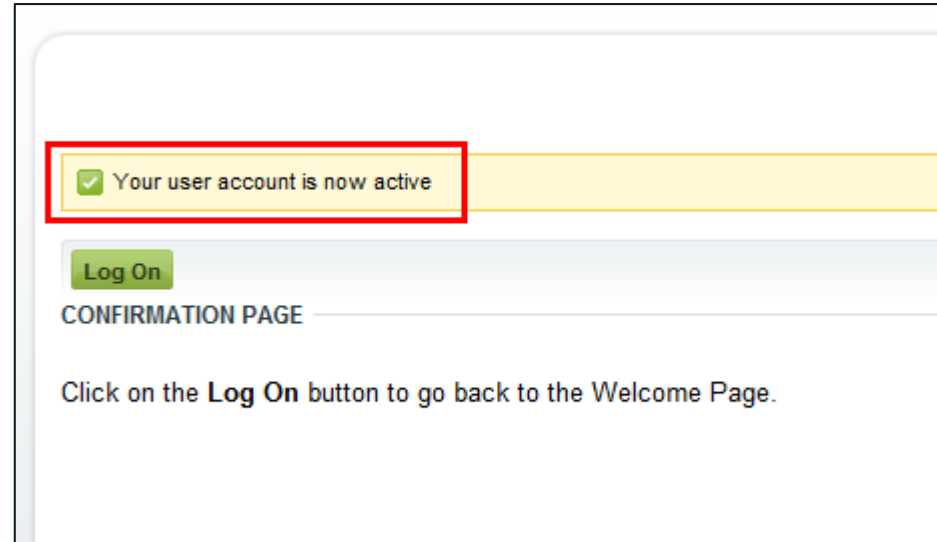 Your user account is now active
Log On
CONFIRMATION PAGE
Click on the Log On button to go back to the Welcome Page.